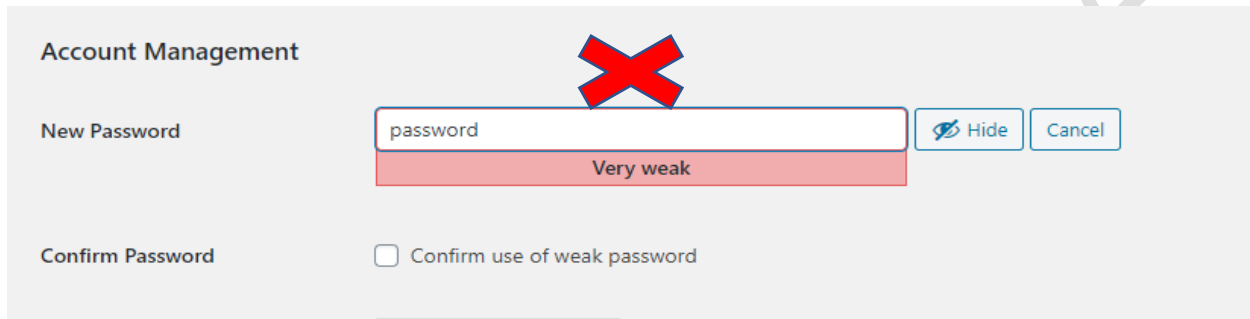 Account Management
New Password
password
Hide
Cancel
Very weak
Confirm Password
Confirm use of weak password